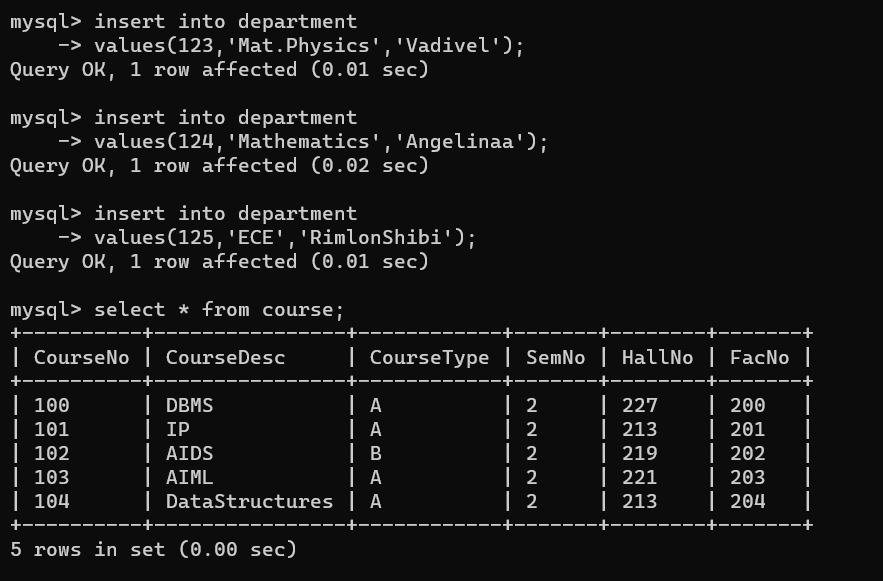 mysql> insert into department
    -> values(123,'Mat.Physics','Vadivel');
Query OK, 1 row affected (0.01 sec)

mysql> insert into department
    -> values(124,'Mathematics','Angelinaa');
Query OK, 1 row affected (0.02 sec)

mysql> insert into department
    -> values(125,'ECE','RimlonShibi');
Query OK, 1 row affected (0.01 sec)

mysql> select * from course;
+----------+----------------+------------+-------+--------+-------+
| CourseNo | CourseDesc     | CourseType | SemNo | HallNo | FacNo |
+----------+----------------+------------+-------+--------+-------+
| 100      | DBMS           | A          | 2     | 227    | 200   |
| 101      | IP             | A          | 2     | 213    | 201   |
| 102      | AIDS           | B          | 2     | 219    | 202   |
| 103      | AIML           | A          | 2     | 221    | 203   |
| 104      | DataStructures | A          | 2     | 213    | 204   |
+----------+----------------+------------+-------+--------+-------+
5 rows in set (0.00 sec)